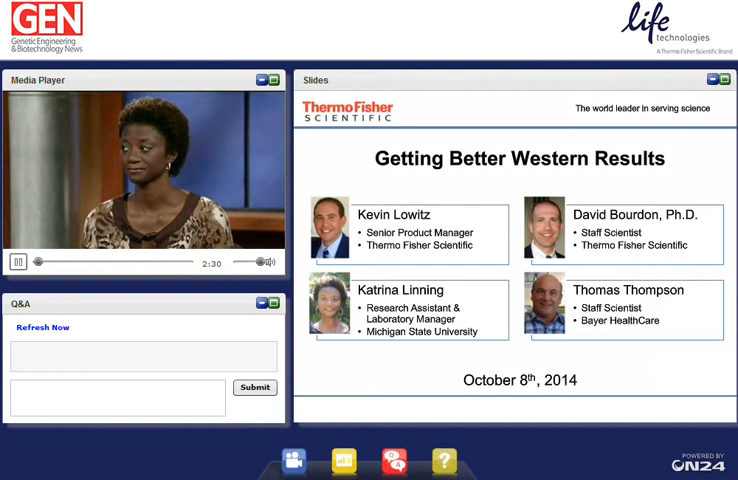 GEN
Genetic Engineering
& Biotechnology News
life
technologies
A Thermo Fisher Scientific Brand
Media Player
2:30
Q&A
Refresh Now
Submit
Slides
ThermoFisher
SCIENTIFIC
The world leader in serving science
Getting Better Western Results
Kevin Lowitz
• Senior Product Manager
• Thermo Fisher Scientific
David Bourdon, Ph.D.
• Staff Scientist
• Thermo Fisher Scientific
Katrina Linning
• Research Assistant &
Laboratory Manager
• Michigan State University
Thomas Thompson
• Staff Scientist
• Bayer HealthCare
October 8th, 2014
Q
A
?
POWERED BY
ON24